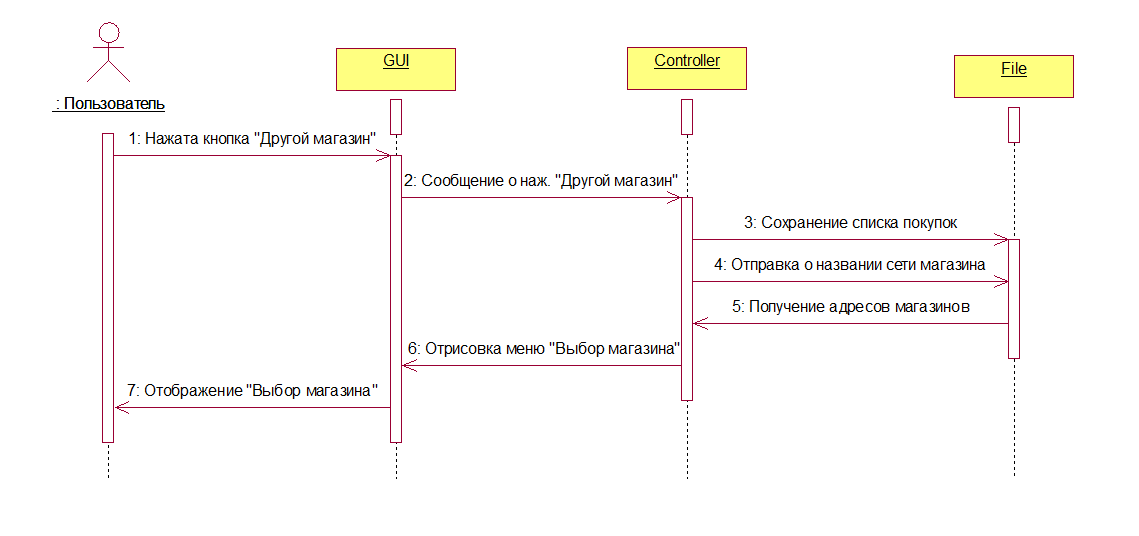 GUI
Controller
File
: Пользователь
1: Нажата кнопка "Другой магазин"
2: Сообщение о наж. "Другой магазин"
3: Сохранение списка покупок
4: Отправка о названии сети магазина
5: Получение адресов магазинов
6: Отрисовка меню "Выбор магазина"
7: Отображение "Выбор магазина"